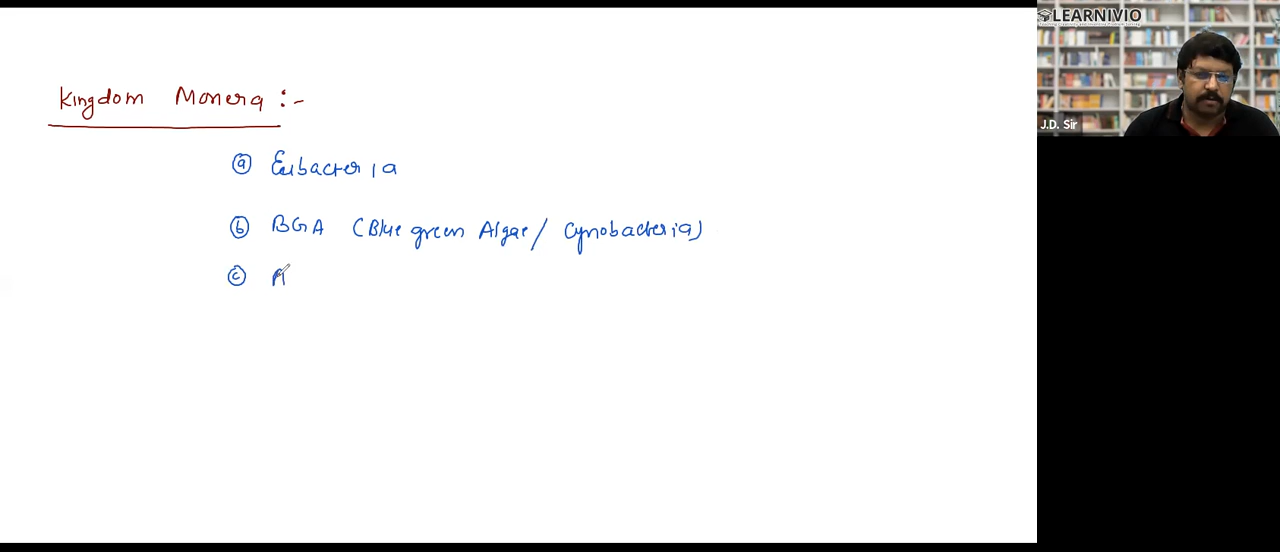 LEARNIVIO
J.D. Sir
Kingdom Monera :-
(a) Eubacteria
(b) BGA (Blue green Algae / Cynobacteria)
(c) A